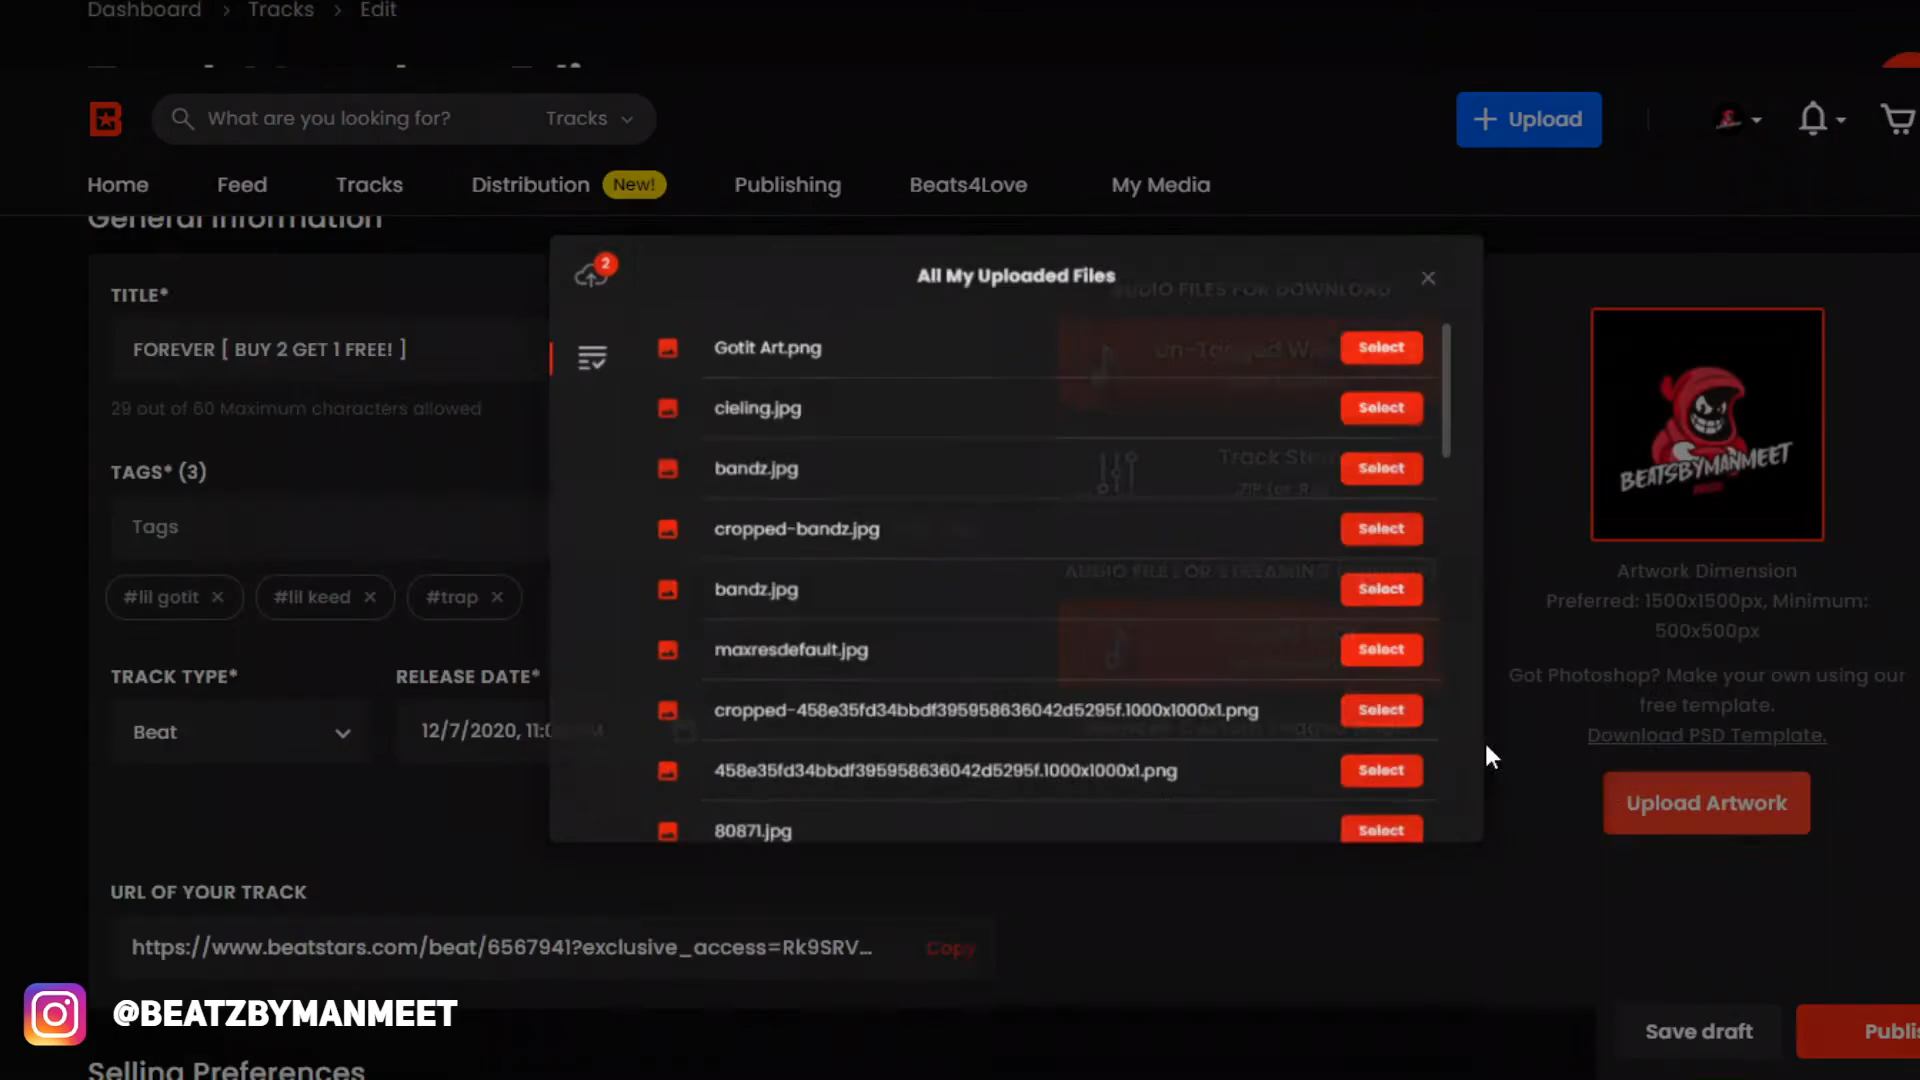 Dashboard > Tracks > Edit
What are you looking for?
Tracks
Upload
Home
Feed
Tracks
Distribution
New!
Publishing
Beats4Love
My Media
General Information
TITLE*
FOREVER [ BUY 2 GET 1 FREE! ]
29 out of 60 Maximum characters allowed
TAGS* (3)
Tags
#lil gotit ×
#lil keed ×
#trap ×
TRACK TYPE*
Beat
RELEASE DATE*
URL OF YOUR TRACK
https://www.beatstars.com/beat/6567941?exclusive_access=Rk9SRV...
Copy
2
All My Uploaded Files
AUDIO FILES FOR DOWNLOAD
Gotit Art.png
Select
cieling.jpg
Select
bandz.jpg
Select
cropped-bandz.jpg
Select
bandz.jpg
Select
maxresdefault.jpg
Select
cropped-458e35fd34bbdf395958636042d5295f.1000x1000x1.png
Select
458e35fd34bbdf395958636042d5295f.1000x1000x1.png
Select
80871.jpg
Select
BEATSBYMANMEET
Artwork Dimension
Preferred: 1500x1500px, Minimum:
500x500px
Got Photoshop? Make your own using our
free template.
Download PSD Template.
Upload Artwork
@BEATZBYMANMEET
Save draft
Selling Preferences